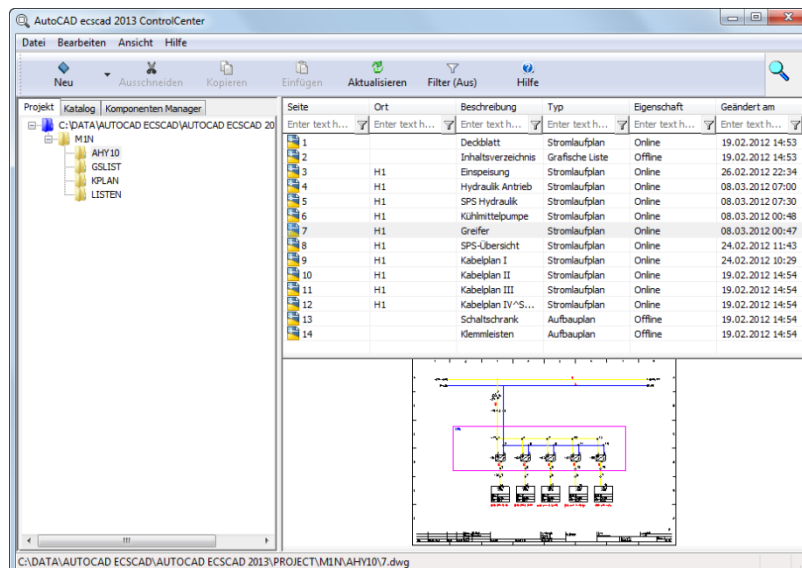 AutoCAD ecscad 2013 ControlCenter
Datei Bearbeiten Ansicht Hilfe
Neu Ausschneiden Kopieren Einfügen Aktualisieren Filter (Aus) Hilfe
Projekt Katalog Komponenten Manager
C:\DATA\AUTOCAD ECSCAD\AUTOCAD ECSCAD 20
M1N
AHY10
GSLIST
KPLAN
LISTEN
Seite Ort Beschreibung Typ Eigenschaft Geändert am
Enter text h... Enter text h... Enter text h... Enter text h... Enter text h... Enter text h...
1 Deckblatt Stromlaufplan Online 19.02.2012 14:53
2 Inhaltsverzeichnis Grafische Liste Offline 19.02.2012 14:53
3 H1 Einspeisung Stromlaufplan Online 26.02.2012 22:34
4 H1 Hydraulik Antrieb Stromlaufplan Online 08.03.2012 07:00
5 H1 SPS Hydraulik Stromlaufplan Online 08.03.2012 07:30
6 H1 Kühlmittelpumpe Stromlaufplan Online 08.03.2012 00:48
7 H1 Greifer Stromlaufplan Online 08.03.2012 00:47
8 H1 SPS-Übersicht Stromlaufplan Online 24.02.2012 11:43
9 H1 Kabelplan I Stromlaufplan Online 24.02.2012 10:29
10 H1 Kabelplan II Stromlaufplan Online 19.02.2012 14:54
11 H1 Kabelplan III Stromlaufplan Online 19.02.2012 14:54
12 H1 Kabelplan IV^S... Stromlaufplan Online 19.02.2012 14:54
13 Schaltschrank Aufbauplan Offline 19.02.2012 14:54
14 Klemmleisten Aufbauplan Offline 19.02.2012 14:54
C:\DATA\AUTOCAD ECSCAD\AUTOCAD ECSCAD 2013\PROJECT\M1N\AHY10\7.dwg